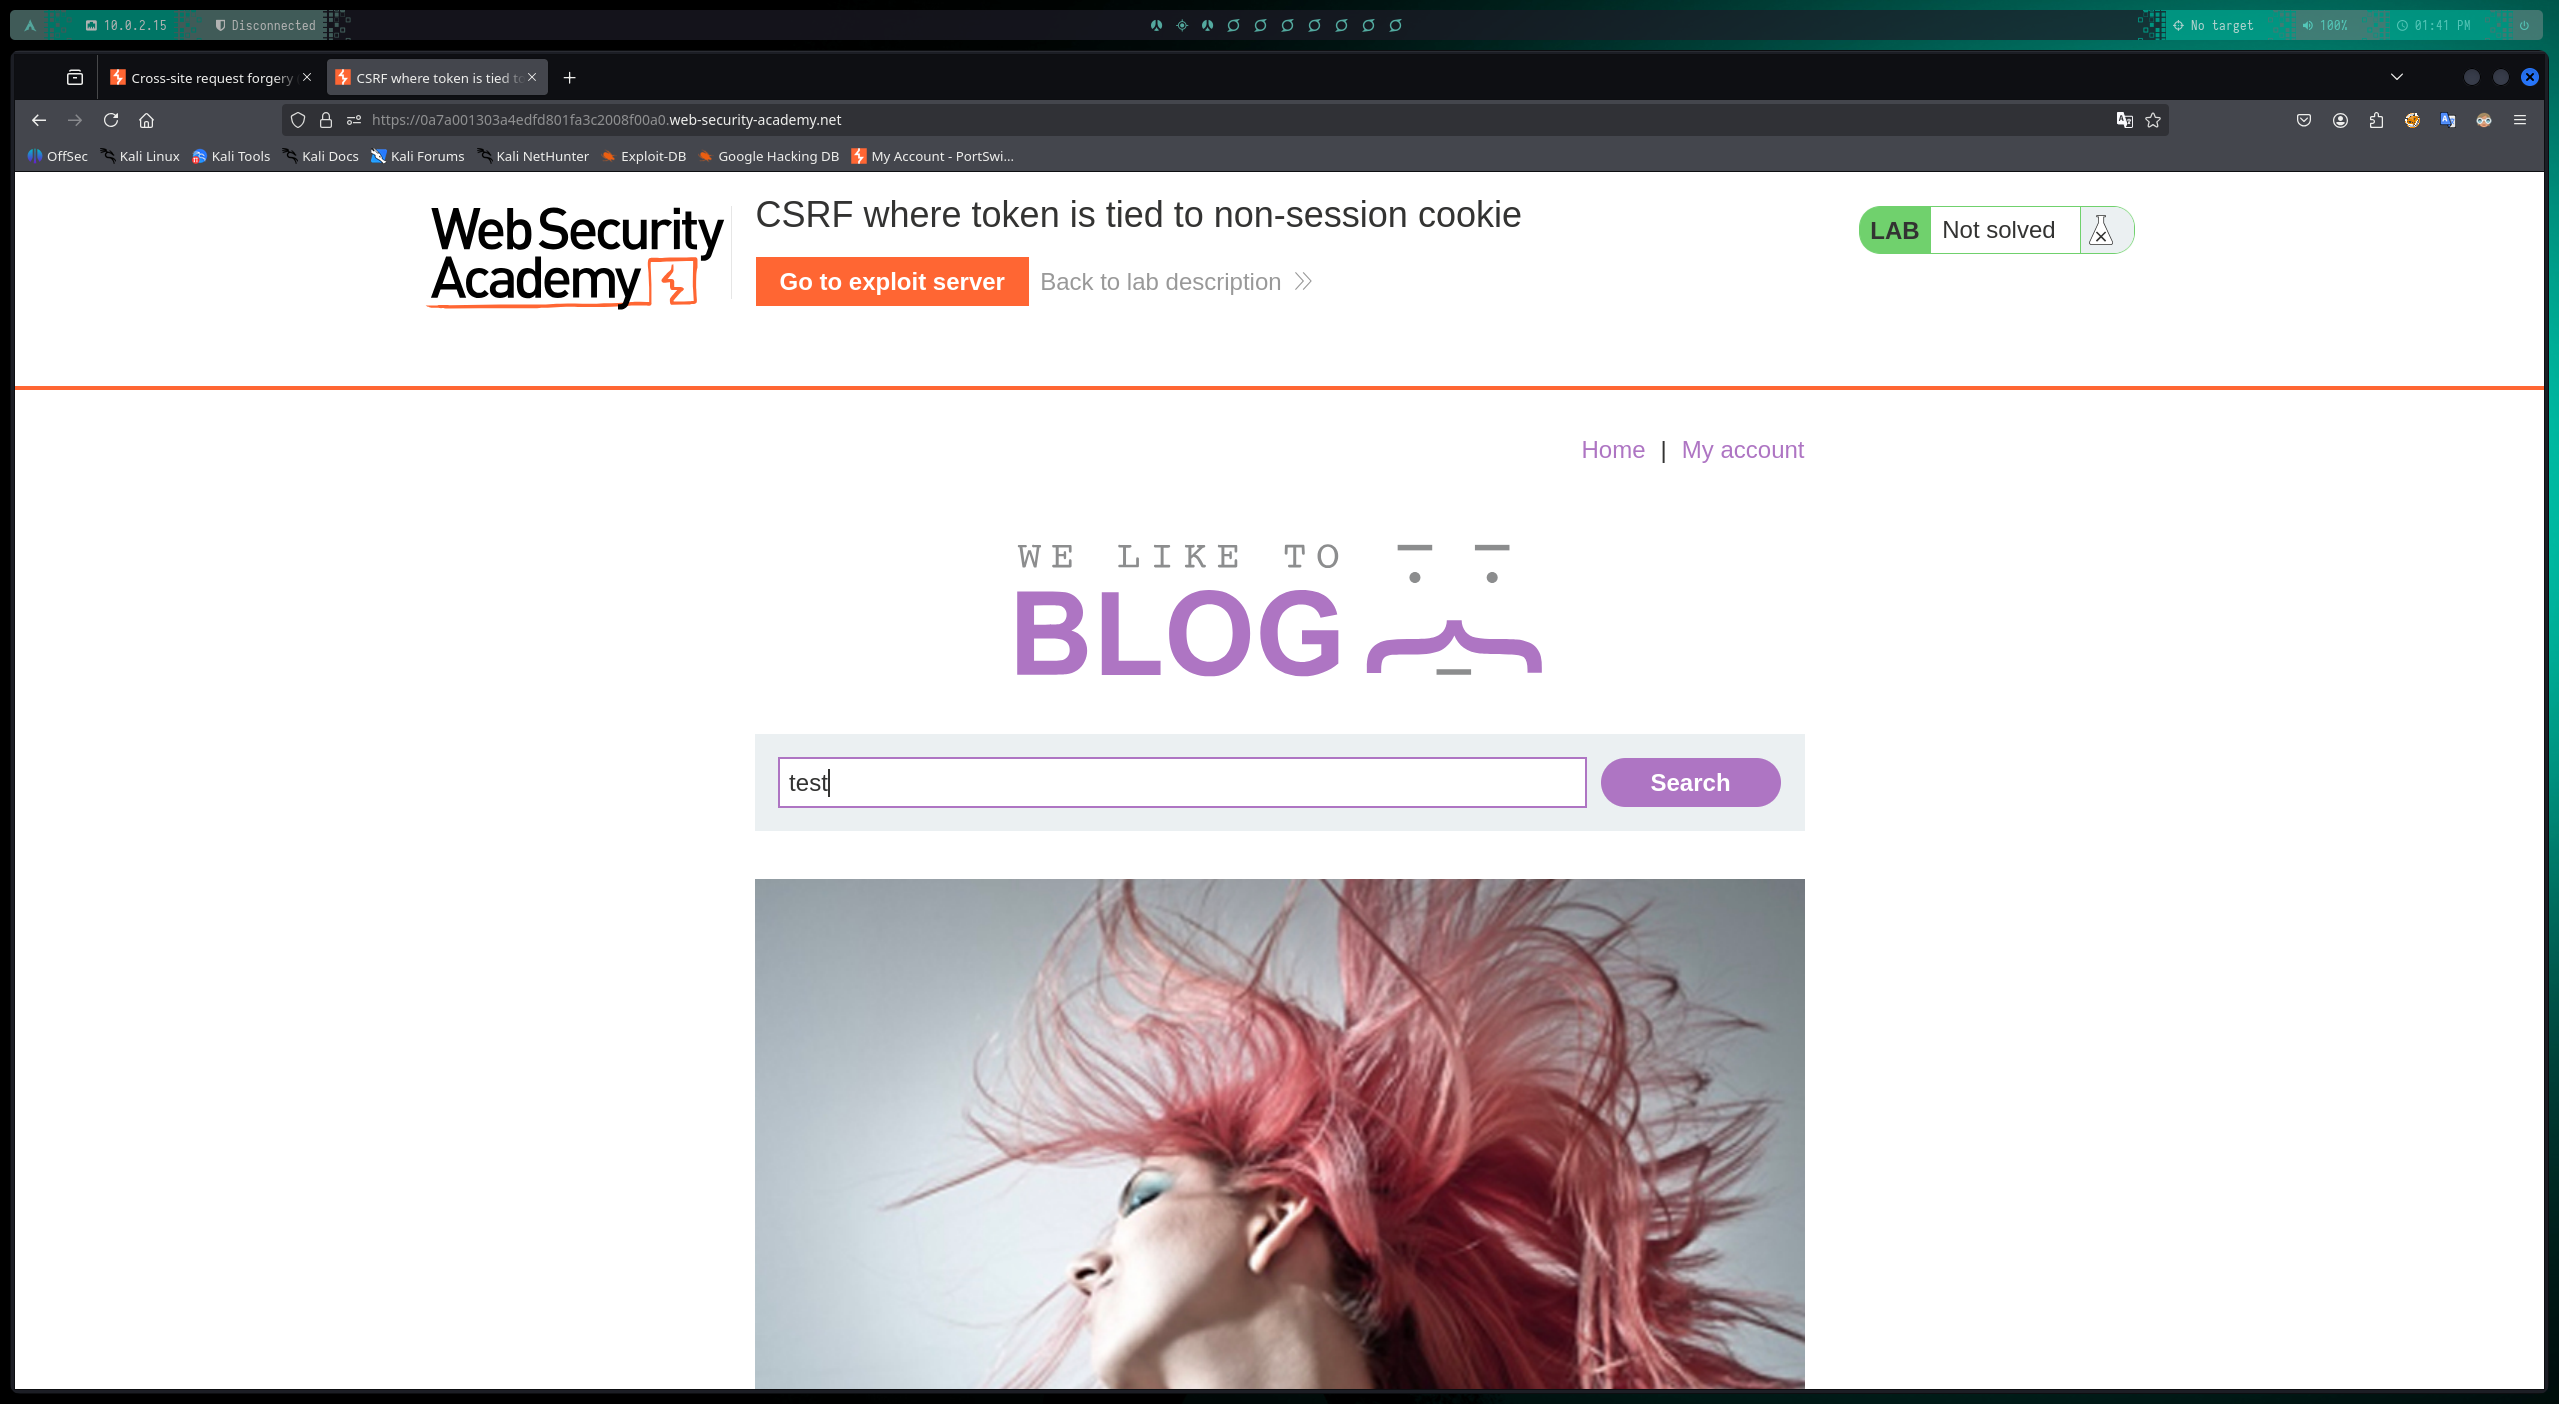 10.0.2.15 Disconnected No target 100% 01:41 PM
Cross-site request forgery CSRF where token is tied to
https://0a7a001303a4edfd801fa3c2008f00a0.web-security-academy.net
OffSec Kali Linux Kali Tools Kali Docs Kali Forums Kali NetHunter Exploit-DB Google Hacking DB My Account - PortSwi...
WebSecurity
Academy
CSRF where token is tied to non-session cookie
LAB Not solved
Go to exploit server Back to lab description
Home | My account
WE LIKE TO
BLOG
test Search